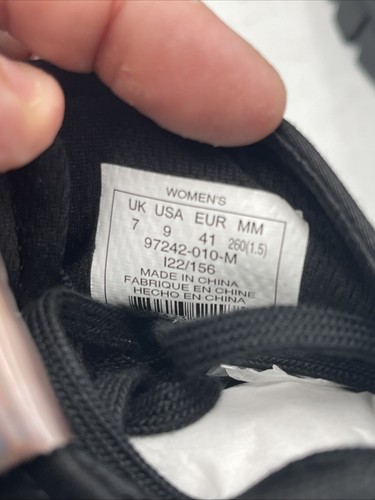 WOMEN'S
UK USA EUR MM
7 9 41 260(1.5)
97242-010-M
I22/156
MADE IN CHINA
FABRIQUE EN CHINE
HECHO EN CHINA